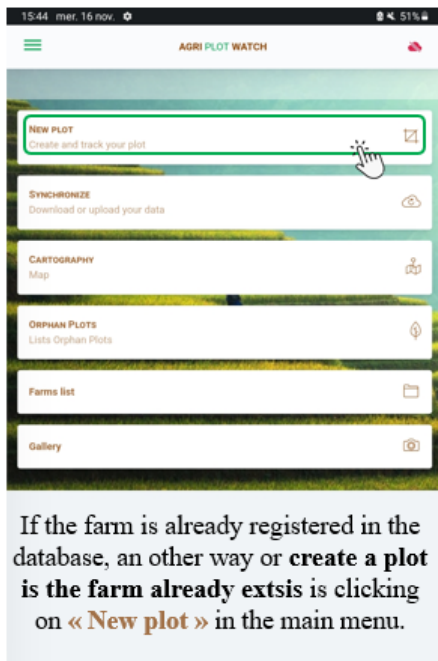 15:44 mer. 16 nov. 51%
AGRI PLOT WATCH
NEW PLOT
Create and track your plot
SYNCHRONIZE
Download or upload your data
CARTOGRAPHY
Map
ORPHAN PLOTS
Lists Orphan Plots
Farms list
Gallery
If the farm is already registered in the
database, an other way or create a plot
is the farm already extsis is clicking
on « New plot » in the main menu.